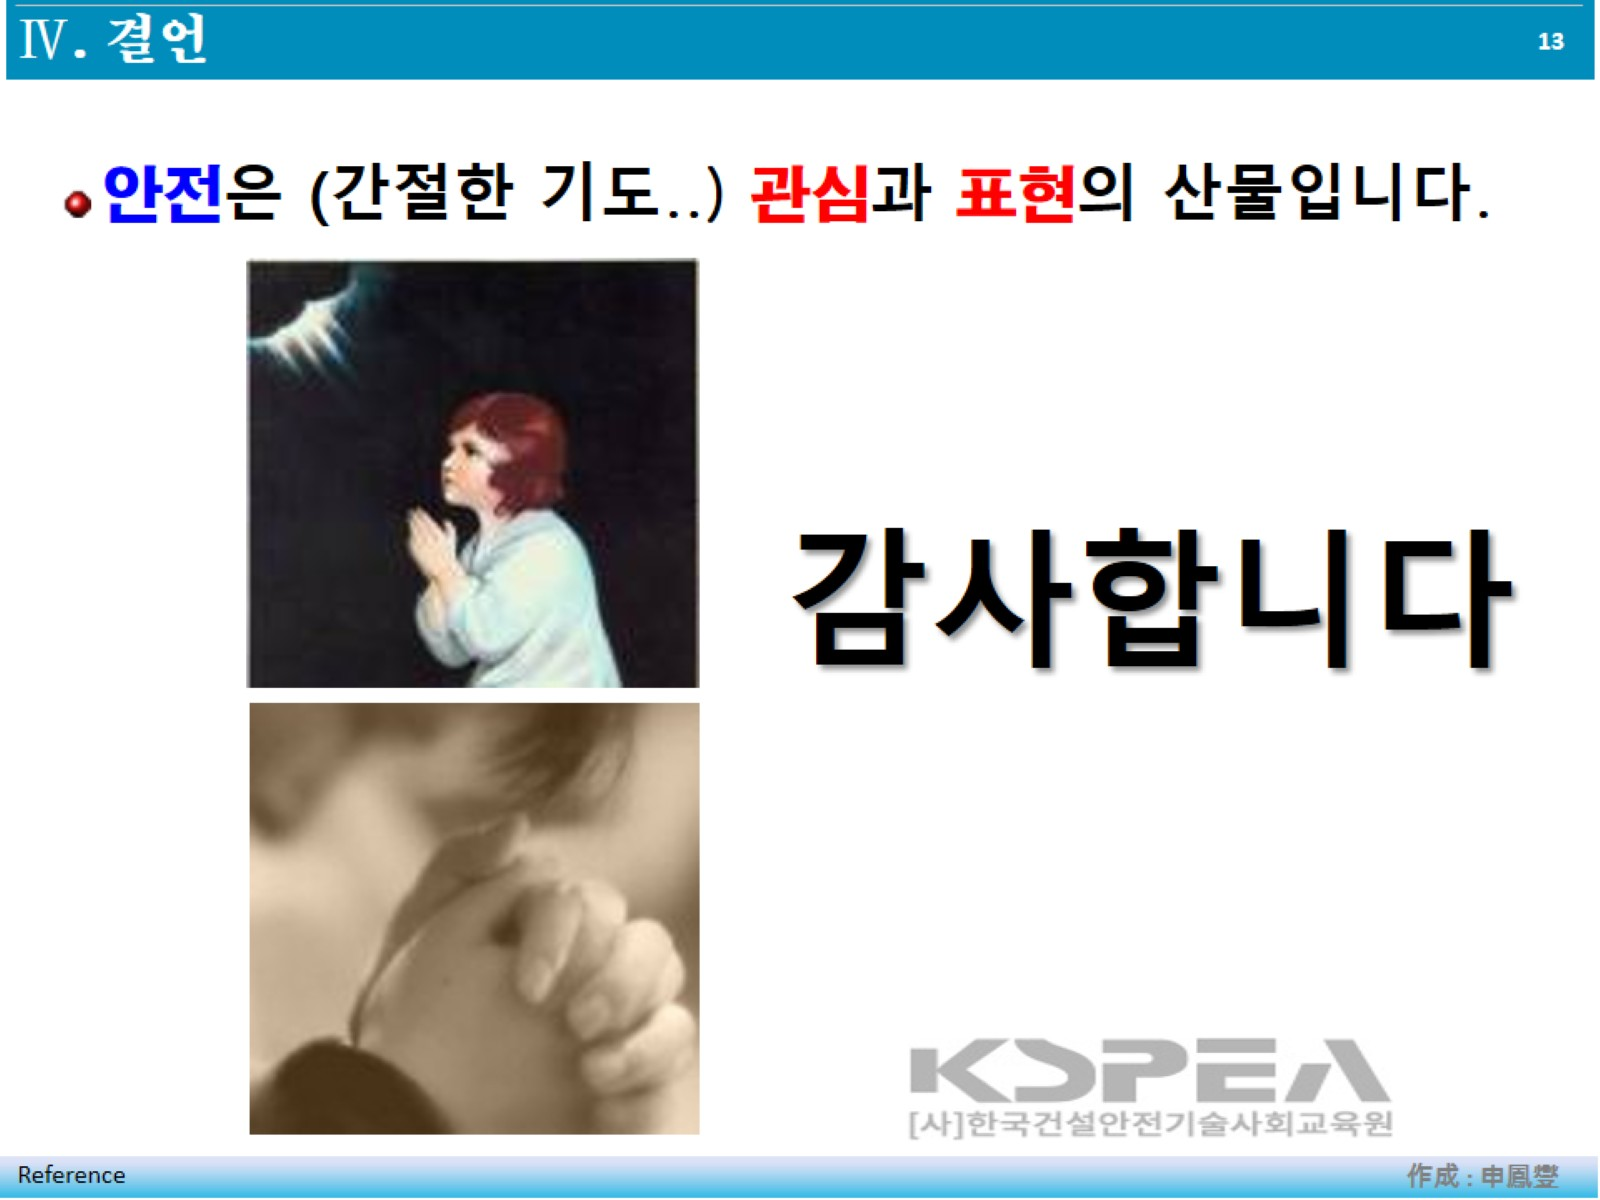 Ⅳ. 결언
13
안전은 (간절한 기도..) 관심과 표현의 산물입니다.
감사합니다
KSPEA
[사]한국건설안전기술사회교육원
Reference
作成 : 申鳳燮